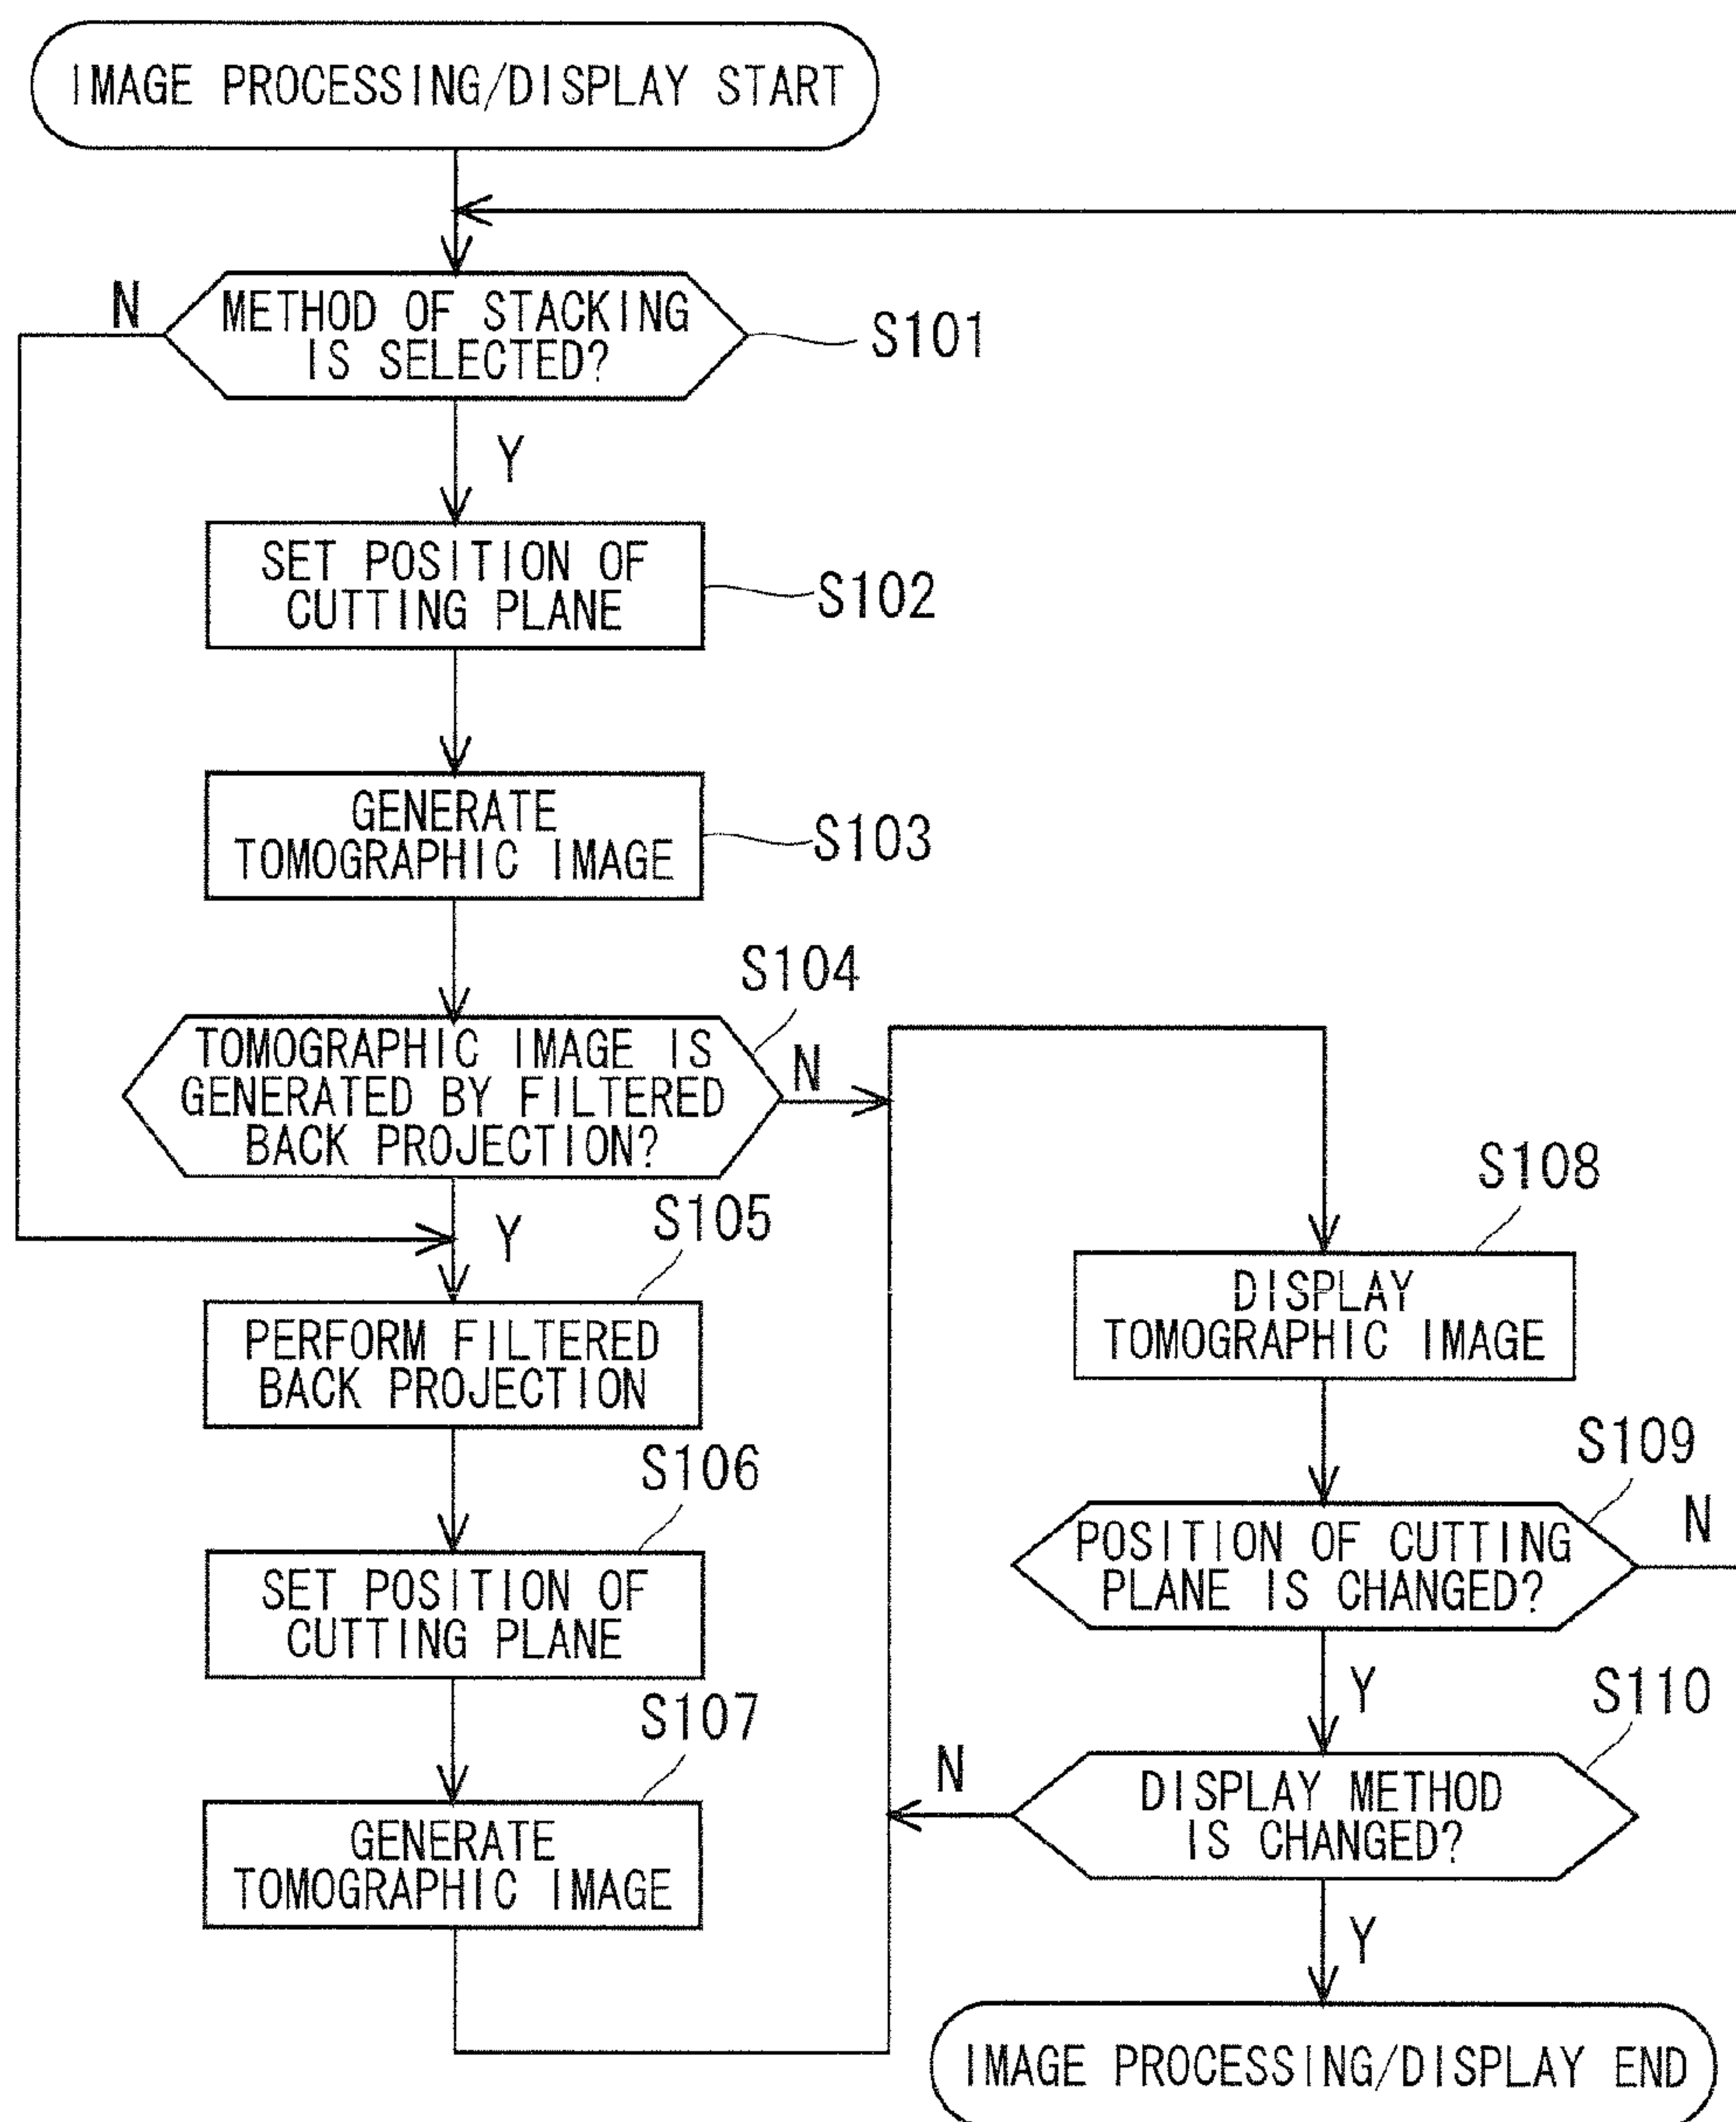 IMAGE PROCESSING/DISPLAY START
N
METHOD OF STACKING
IS SELECTED?
S101
Y
SET POSITION OF
CUTTING PLANE
S102
GENERATE
TOMOGRAPHIC IMAGE
S103
S104
TOMOGRAPHIC IMAGE IS
GENERATED BY FILTERED
BACK PROJECTION?
N
Y
S105
PERFORM FILTERED
BACK PROJECTION
S106
SET POSITION OF
CUTTING PLANE
S107
GENERATE
TOMOGRAPHIC IMAGE
S108
DISPLAY
TOMOGRAPHIC IMAGE
S109
POSITION OF CUTTING
PLANE IS CHANGED?
N
Y
S110
N
DISPLAY METHOD
IS CHANGED?
Y
IMAGE PROCESSING/DISPLAY END